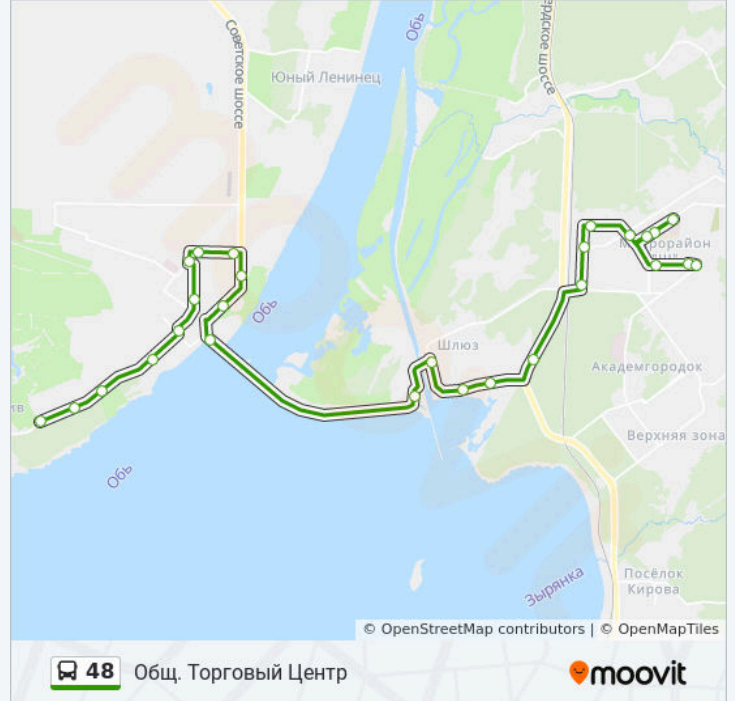 Обь
Советское шоссе
рдское шоссе
Юный Ленинец
Микрорайон
Обь
Шлюз
Академгородок
ив
Верхняя зона
Обь
Зырянка
Посёлок
Кирова
© OpenStreetMap contributors | © OpenMapTiles
48 Общ. Торговый Центр moovit